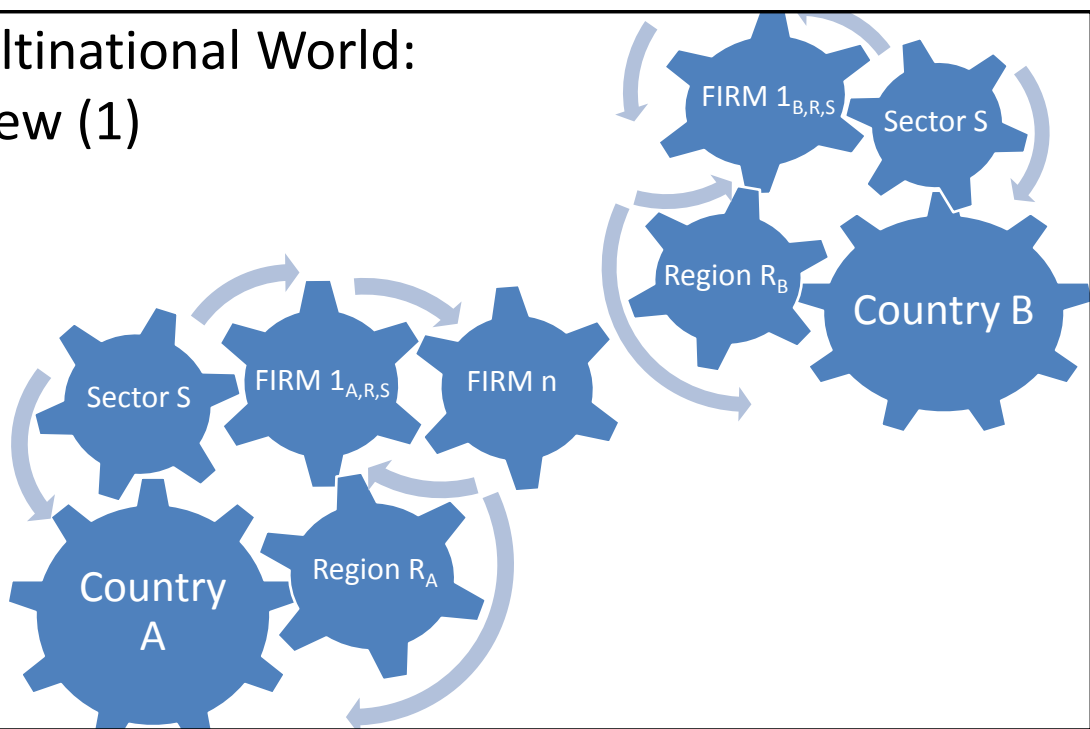 ltinational World:
ew (1)
FIRM 1B,R,S
Sector S
Region RB
Country B
Sector S
FIRM 1A,R,S
FIRM n
Country
A
Region RA